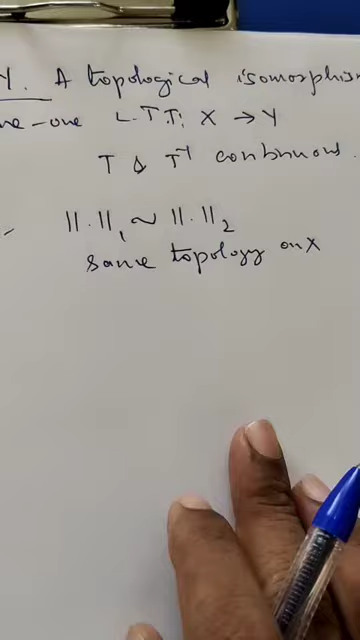 Y. A topological isomorphism
one-one L.T T: X → Y
T & T⁻¹ continuous.
||.||₁ ~ ||.||₂
same topology on X